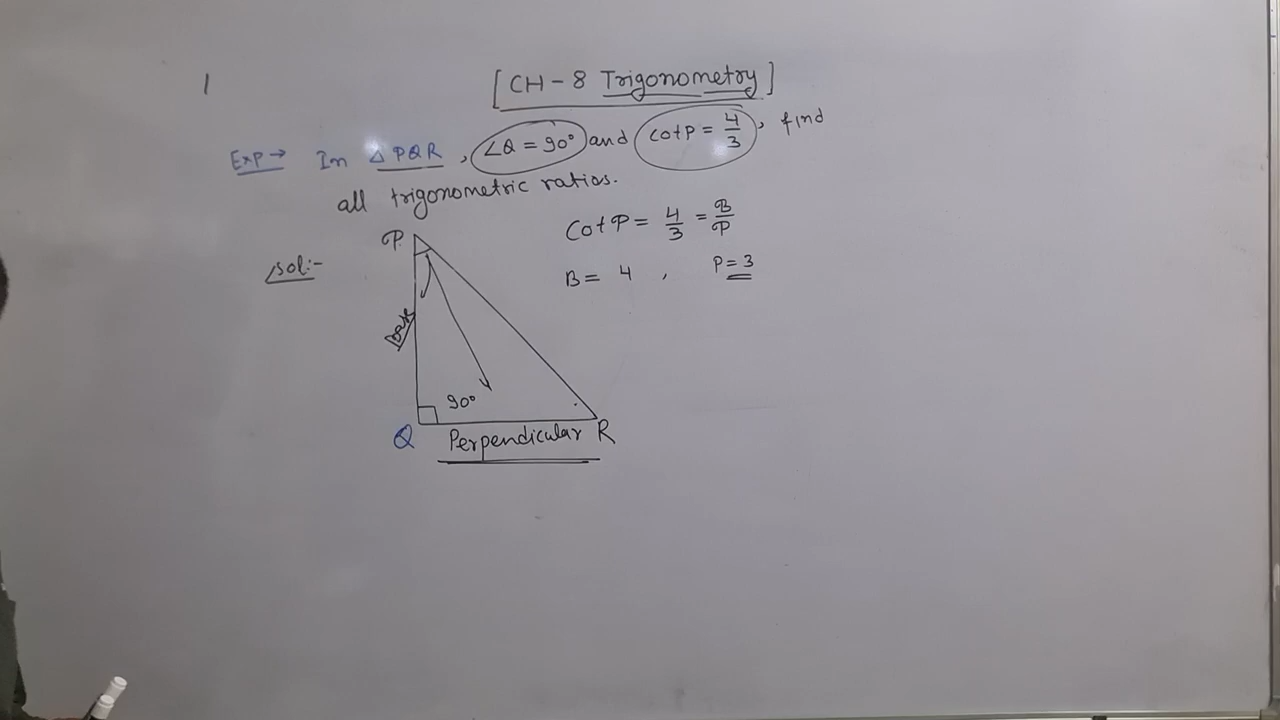 1
[CH-8 Trigonometry]
Exp→ In △PQR, ∠Q = 90° and cotP = 4/3, find
all trigonometric ratios.
Cot P = 4/3 = B/P
P
Sol:-
B = 4 , P = 3
Base
90°
Q Perpendicular R